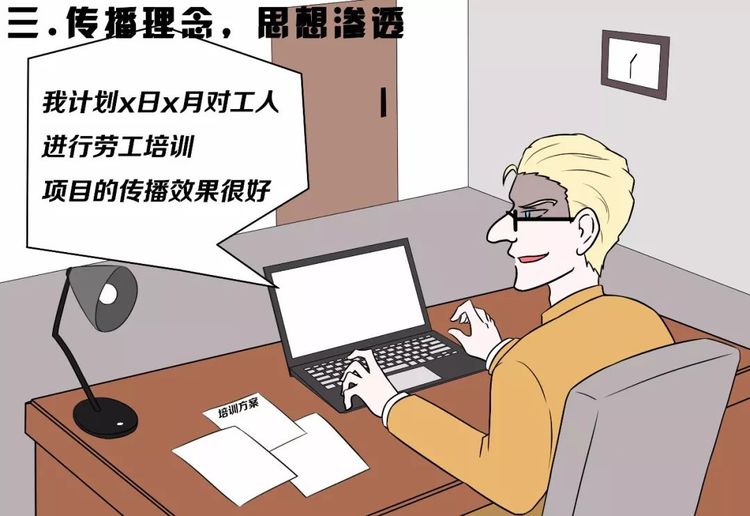 三.传播理念，思想渗透
我计划x日x月对工人
进行劳工培训
项目的传播效果很好
培训方案